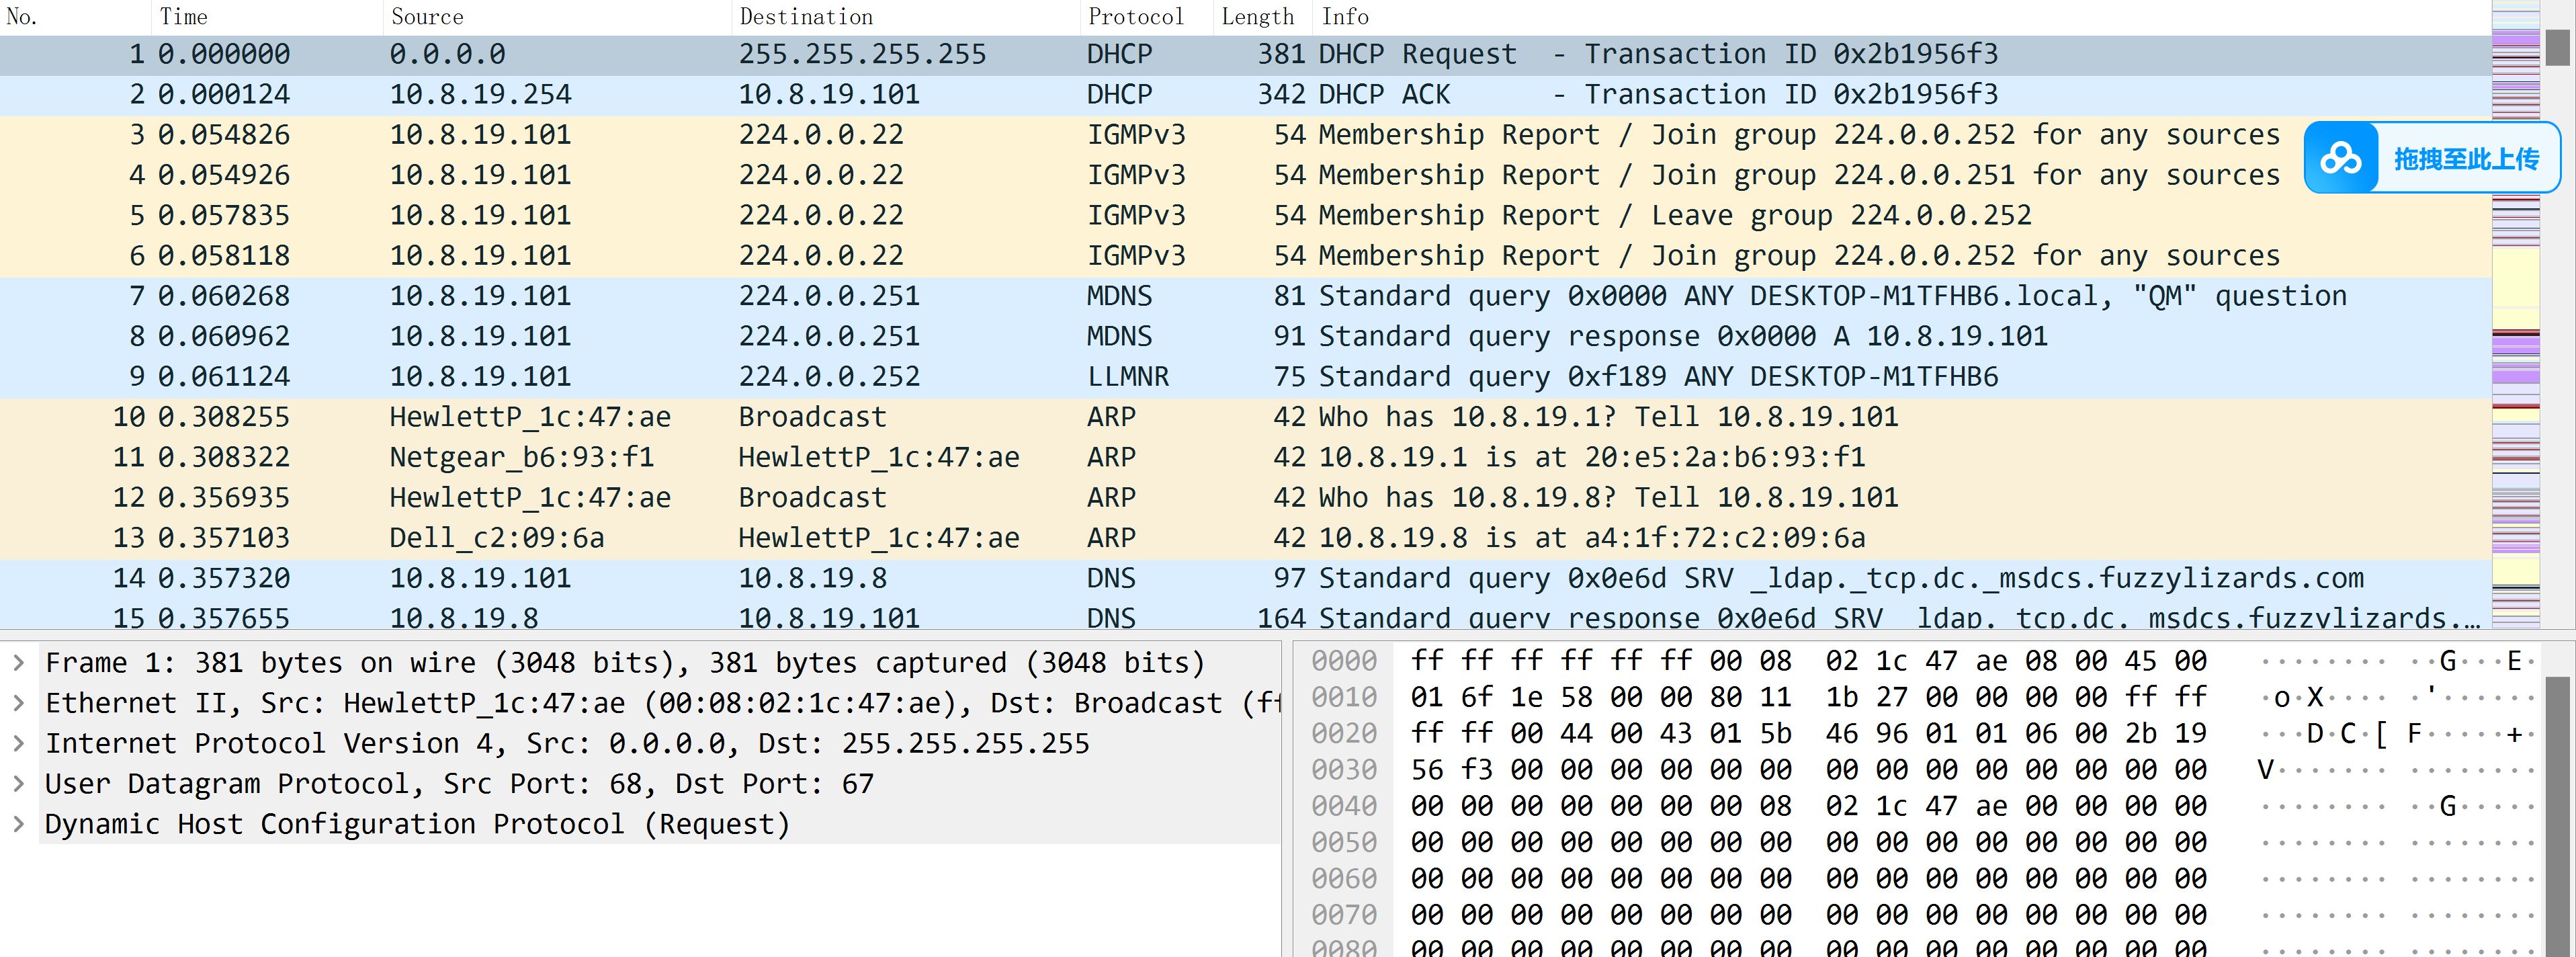 No. Time Source Destination Protocol Length Info
1 0.000000 0.0.0.0 255.255.255.255 DHCP 381 DHCP Request - Transaction ID 0x2b1956f3
2 0.000124 10.8.19.254 10.8.19.101 DHCP 342 DHCP ACK - Transaction ID 0x2b1956f3
3 0.054826 10.8.19.101 224.0.0.22 IGMPv3 54 Membership Report / Join group 224.0.0.252 for any sources
拖拽至此上传
4 0.054926 10.8.19.101 224.0.0.22 IGMPv3 54 Membership Report / Join group 224.0.0.251 for any sources
5 0.057835 10.8.19.101 224.0.0.22 IGMPv3 54 Membership Report / Leave group 224.0.0.252
6 0.058118 10.8.19.101 224.0.0.22 IGMPv3 54 Membership Report / Join group 224.0.0.252 for any sources
7 0.060268 10.8.19.101 224.0.0.251 MDNS 81 Standard query 0x0000 ANY DESKTOP-M1TFHB6.local, "QM" question
8 0.060962 10.8.19.101 224.0.0.251 MDNS 91 Standard query response 0x0000 A 10.8.19.101
9 0.061124 10.8.19.101 224.0.0.252 LLMNR 75 Standard query 0xf189 ANY DESKTOP-M1TFHB6
10 0.308255 HewlettP_1c:47:ae Broadcast ARP 42 Who has 10.8.19.1? Tell 10.8.19.101
11 0.308322 Netgear_b6:93:f1 HewlettP_1c:47:ae ARP 42 10.8.19.1 is at 20:e5:2a:b6:93:f1
12 0.356935 HewlettP_1c:47:ae Broadcast ARP 42 Who has 10.8.19.8? Tell 10.8.19.101
13 0.357103 Dell_c2:09:6a HewlettP_1c:47:ae ARP 42 10.8.19.8 is at a4:1f:72:c2:09:6a
14 0.357320 10.8.19.101 10.8.19.8 DNS 97 Standard query 0x0e6d SRV _ldap._tcp.dc._msdcs.fuzzylizards.com
15 0.357655 10.8.19.8 10.8.19.101 DNS 164 Standard query response 0x0e6d SRV _ldap._tcp.dc._msdcs.fuzzylizards.…
Frame 1: 381 bytes on wire (3048 bits), 381 bytes captured (3048 bits)
Ethernet II, Src: HewlettP_1c:47:ae (00:08:02:1c:47:ae), Dst: Broadcast (ff
Internet Protocol Version 4, Src: 0.0.0.0, Dst: 255.255.255.255
User Datagram Protocol, Src Port: 68, Dst Port: 67
Dynamic Host Configuration Protocol (Request)
0000 ff ff ff ff ff ff 00 08 02 1c 47 ae 08 00 45 00 ········ ··G···E·
0010 01 6f 1e 58 00 00 80 11 1b 27 00 00 00 00 ff ff ·o·X···· ·'······
0020 ff ff 00 44 00 43 01 5b 46 96 01 01 06 00 2b 19 ···D·C·[ F·····+·
0030 56 f3 00 00 00 00 00 00 00 00 00 00 00 00 00 00 V······· ········
0040 00 00 00 00 00 00 00 08 02 1c 47 ae 00 00 00 00 ········ ··G·····
0050 00 00 00 00 00 00 00 00 00 00 00 00 00 00 00 00 ········ ········
0060 00 00 00 00 00 00 00 00 00 00 00 00 00 00 00 00 ········ ········
0070 00 00 00 00 00 00 00 00 00 00 00 00 00 00 00 00 ········ ········
0080 00 00 00 00 00 00 00 00 00 00 00 00 00 00 00 00 ········ ········